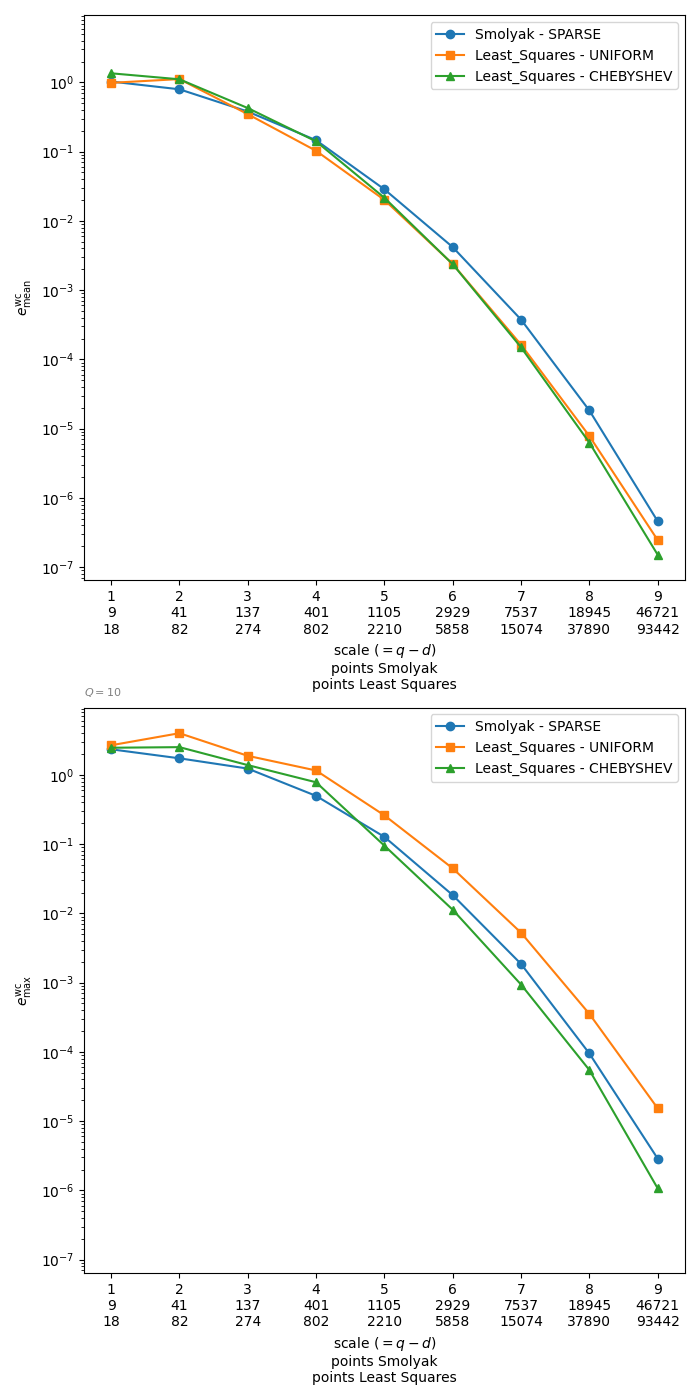 Smolyak - SPARSE
Least_Squares - UNIFORM
Least_Squares - CHEBYSHEV
10⁰
10⁻¹
10⁻²
10⁻³
10⁻⁴
10⁻⁵
10⁻⁶
10⁻⁷
e^wc_mean
1 2 3 4 5 6 7 8 9
9 41 137 401 1105 2929 7537 18945 46721
18 82 274 802 2210 5858 15074 37890 93442
scale (= q − d)
points Smolyak
points Least Squares
Q = 10
Smolyak - SPARSE
Least_Squares - UNIFORM
Least_Squares - CHEBYSHEV
10⁰
10⁻¹
10⁻²
10⁻³
10⁻⁴
10⁻⁵
10⁻⁶
10⁻⁷
e^wc_max
1 2 3 4 5 6 7 8 9
9 41 137 401 1105 2929 7537 18945 46721
18 82 274 802 2210 5858 15074 37890 93442
scale (= q − d)
points Smolyak
points Least Squares